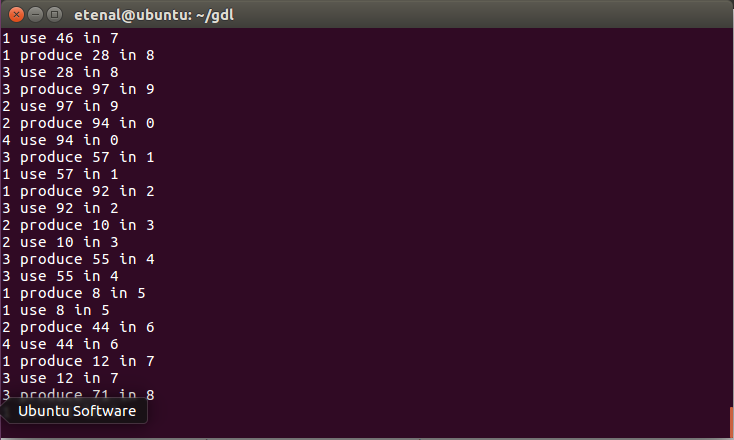 etenal@ubuntu: ~/gdl
1 use 46 in 7
1 produce 28 in 8
3 use 28 in 8
3 produce 97 in 9
2 use 97 in 9
2 produce 94 in 0
4 use 94 in 0
3 produce 57 in 1
1 use 57 in 1
1 produce 92 in 2
3 use 92 in 2
2 produce 10 in 3
2 use 10 in 3
3 produce 55 in 4
3 use 55 in 4
1 produce 8 in 5
1 use 8 in 5
2 produce 44 in 6
4 use 44 in 6
1 produce 12 in 7
3 use 12 in 7
3 produce 71 in 8
Ubuntu Software